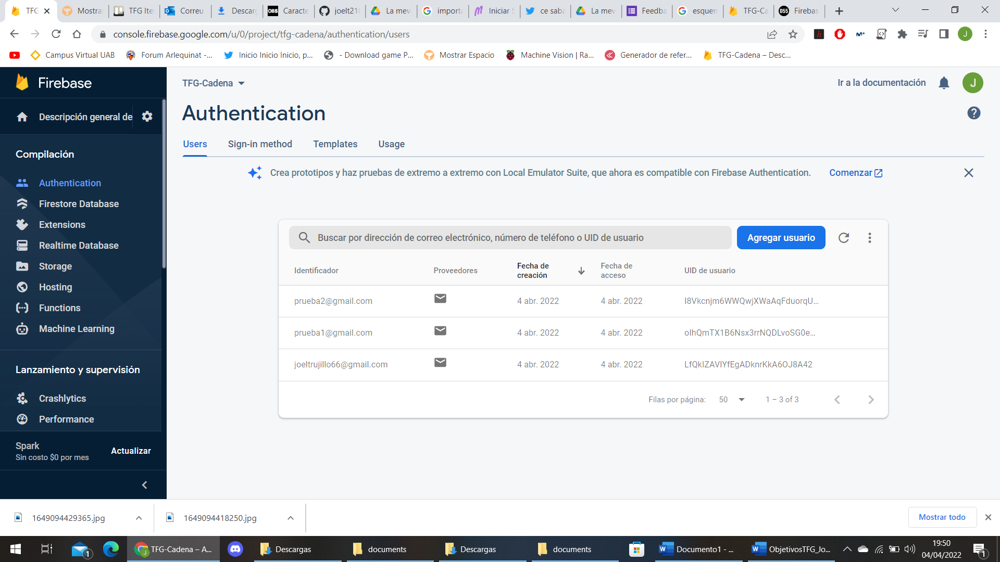 TFG
Mostrar
TFG Ite
Correu
Descarg
OBS Caracte
joelt210
La mev
importa
Iniciar S
ce saba
La mev
Feedba
esquen
TFG-Ca
D55 Firebas
console.firebase.google.com/u/0/project/tfg-cadena/authentication/users
J
Campus Virtual UAB
Forum Arlequinat -...
Inicio Inicio Inicio, p...
- Download game P...
Mostrar Espacio
Machine Vision | Ra...
Generador de refer...
TFG-Cadena – Desc...
Firebase
Descripción general de
Compilación
Authentication
Firestore Database
Extensions
Realtime Database
Storage
Hosting
Functions
Machine Learning
Lanzamiento y supervisión
Crashlytics
Performance
Spark
Sin costo $0 por mes
Actualizar
TFG-Cadena
Ir a la documentación
J
Authentication
Users
Sign-in method
Templates
Usage
Crea prototipos y haz pruebas de extremo a extremo con Local Emulator Suite, que ahora es compatible con Firebase Authentication.
Comenzar
Buscar por dirección de correo electrónico, número de teléfono o UID de usuario
Agregar usuario
Identificador
Proveedores
Fecha de
creación
Fecha de
acceso
UID de usuario
prueba2@gmail.com 4 abr. 2022 4 abr. 2022 I8Vkcnjm6WWQwjXWaAqFduorqU...
prueba1@gmail.com 4 abr. 2022 4 abr. 2022 olhQmTX1B6Nsx3rrNQDLvoSG0e...
joeltrujillo66@gmail.com 4 abr. 2022 4 abr. 2022 LfQkIZAVIYfEgADknrKkA6OJ8A42
Filas por página: 50 1 – 3 of 3
1649094429365.jpg
1649094418250.jpg
Mostrar todo
1
TFG-Cadena – A...
Descargas
documents
Descargas
documents
Documento1 - ...
ObjetivosTFG_Jo...
19:50
04/04/2022
1